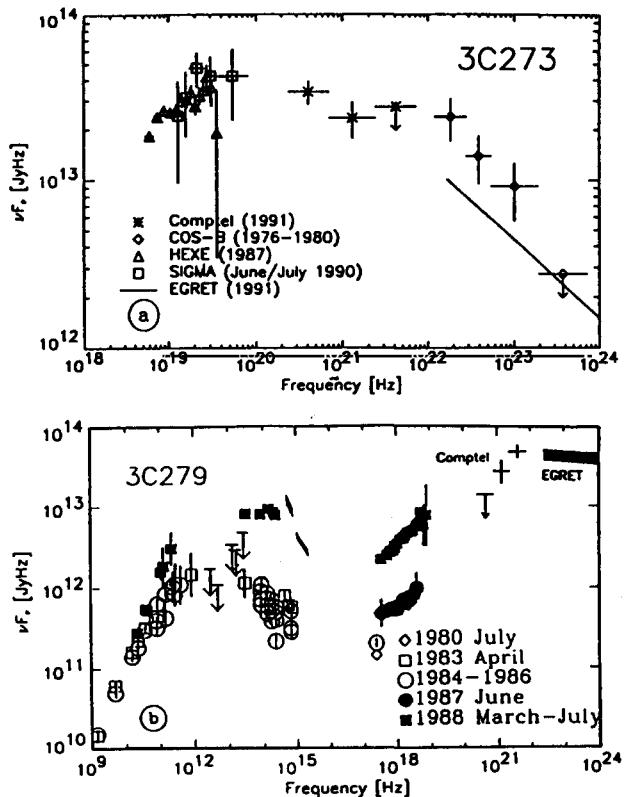 10^14
3C273
10^13
νF, [JyHz]
Comptel (1991)
COS-B (1976-1980)
HEXE (1987)
SIGMA (June/July 1990)
EGRET (1991)
a
10^12
10^18 10^19 10^20 10^21 10^22 10^23 10^24
Frequency [Hz]
10^14
3C279
Comptel
EGRET
10^13
νF, [JyHz]
10^12
1980 July
1983 April
10^11
1984-1986
1987 June
b
1988 March-July
10^10
10^9 10^12 10^15 10^18 10^21 10^24
Frequency [Hz]